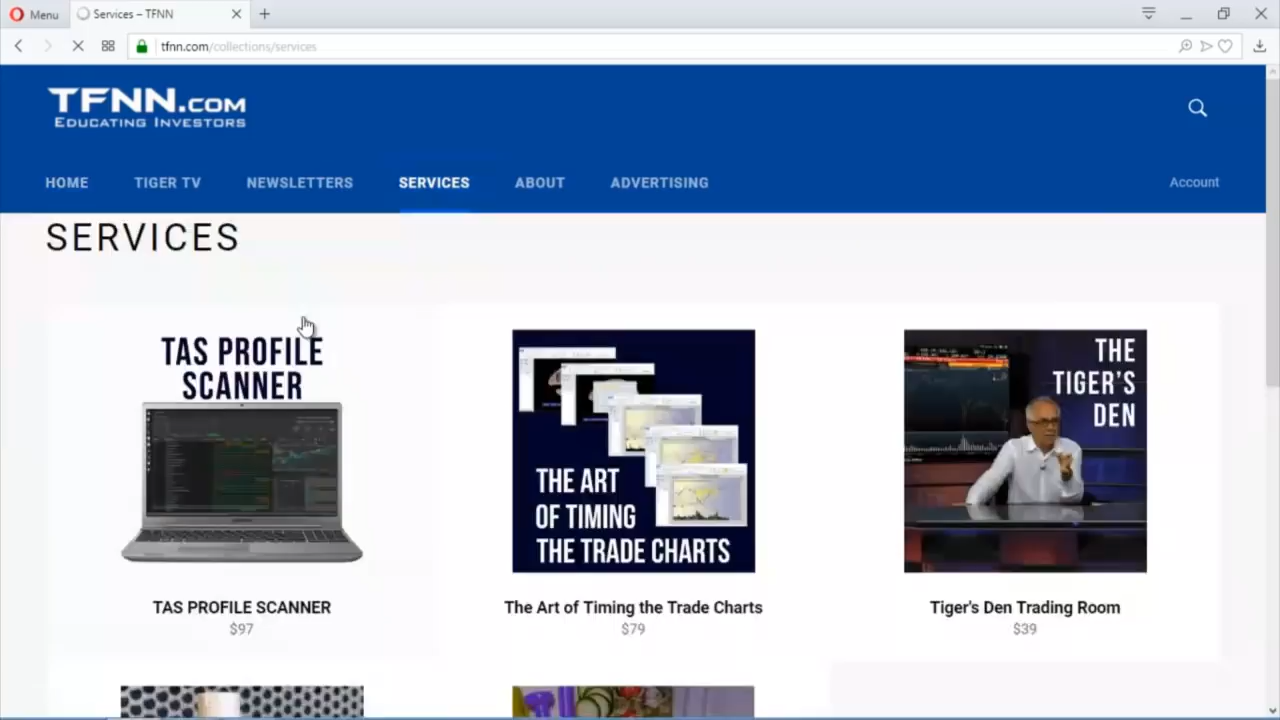 Menu
Services – TFNN
tfnn.com/collections/services
TFNN.COM
EDUCATING INVESTORS
HOME
TIGER TV
NEWSLETTERS
SERVICES
ABOUT
ADVERTISING
Account
SERVICES
TAS PROFILE
SCANNER
THE ART
OF TIMING
THE TRADE CHARTS
THE
TIGER'S
DEN
TAS PROFILE SCANNER
$97
The Art of Timing the Trade Charts
$79
Tiger's Den Trading Room
$39